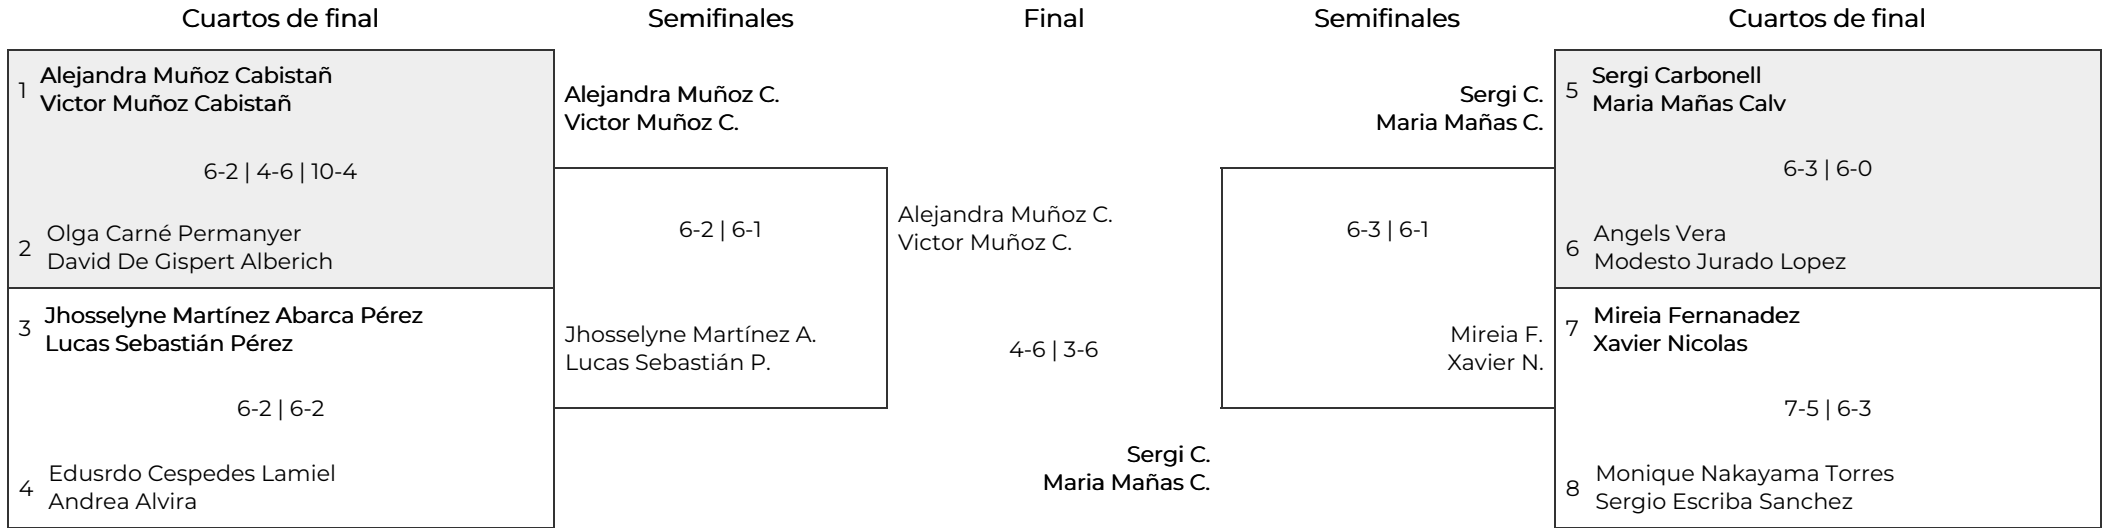 Cuartos de final
Semifinales
Final
Semifinales
Cuartos de final
1
Alejandra Muñoz Cabistañ
Victor Muñoz Cabistañ
6-2 | 4-6 | 10-4
2
Olga Carné Permanyer
David De Gispert Alberich
3
Jhosselyne Martínez Abarca Pérez
Lucas Sebastián Pérez
6-2 | 6-2
4
Edusrdo Cespedes Lamiel
Andrea Alvira
Alejandra Muñoz C.
Victor Muñoz C.
6-2 | 6-1
Jhosselyne Martínez A.
Lucas Sebastián P.
Alejandra Muñoz C.
Victor Muñoz C.
4-6 | 3-6
Sergi C.
Maria Mañas C.
Sergi C.
Maria Mañas C.
6-3 | 6-1
Mireia F.
Xavier N.
5
Sergi Carbonell
Maria Mañas Calv
6-3 | 6-0
6
Angels Vera
Modesto Jurado Lopez
7
Mireia Fernanadez
Xavier Nicolas
7-5 | 6-3
8
Monique Nakayama Torres
Sergio Escriba Sanchez